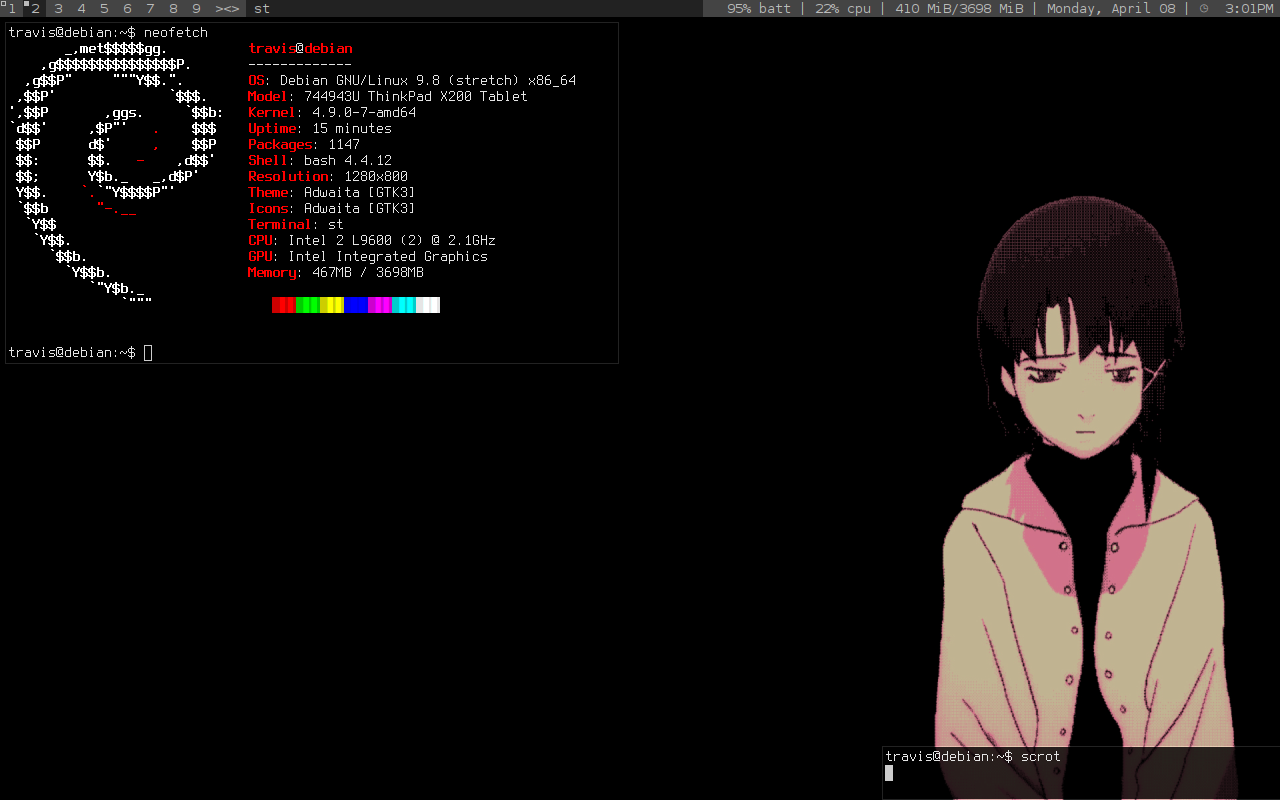 1 2 3 4 5 6 7 8 9 ><> st 95% batt | 22% cpu | 410 MiB/3698 MiB | Monday, April 08 | ◷ 3:01PM
travis@debian:~$ neofetch
_,met$$$$$gg. travis@debian
,g$$$$$$$$$$$$$$$P. -------------
,g$$P" """Y$$.". OS: Debian GNU/Linux 9.8 (stretch) x86_64
,$$P' `$$$. Model: 744943U ThinkPad X200 Tablet
',$$P ,ggs. `$$b: Kernel: 4.9.0-7-amd64
`d$$' ,$P"' . $$$ Uptime: 15 minutes
$$P d$' , $$P Packages: 1147
$$: $$. - ,d$$' Shell: bash 4.4.12
$$; Y$b._ _,d$P' Resolution: 1280x800
Y$$. `.`"Y$$$$P"' Theme: Adwaita [GTK3]
`$$b "-.__ Icons: Adwaita [GTK3]
`Y$$ Terminal: st
`Y$$. CPU: Intel 2 L9600 (2) @ 2.1GHz
`$$b. GPU: Intel Integrated Graphics
`Y$$b. Memory: 467MB / 3698MB
`"Y$b._
`"""
travis@debian:~$
travis@debian:~$ scrot